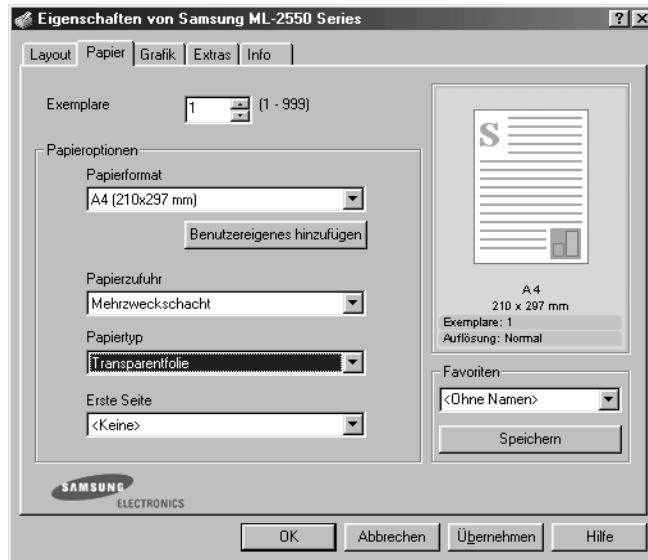 Eigenschaften von Samsung ML-2550 Series
Layout Papier Grafik Extras Info
Exemplare 1 (1 - 999)
Papieroptionen
Papierformat
A4 (210x297 mm)
Benutzereigenes hinzufügen
Papierzufuhr
Mehrzweckschacht
Papiertyp
Transparentfolie
Erste Seite
<Keine>
S
A4
210 x 297 mm
Exemplare: 1
Auflösung: Normal
Favoriten
<Ohne Namen>
Speichern
SAMSUNG
ELECTRONICS
OK Abbrechen Übernehmen Hilfe